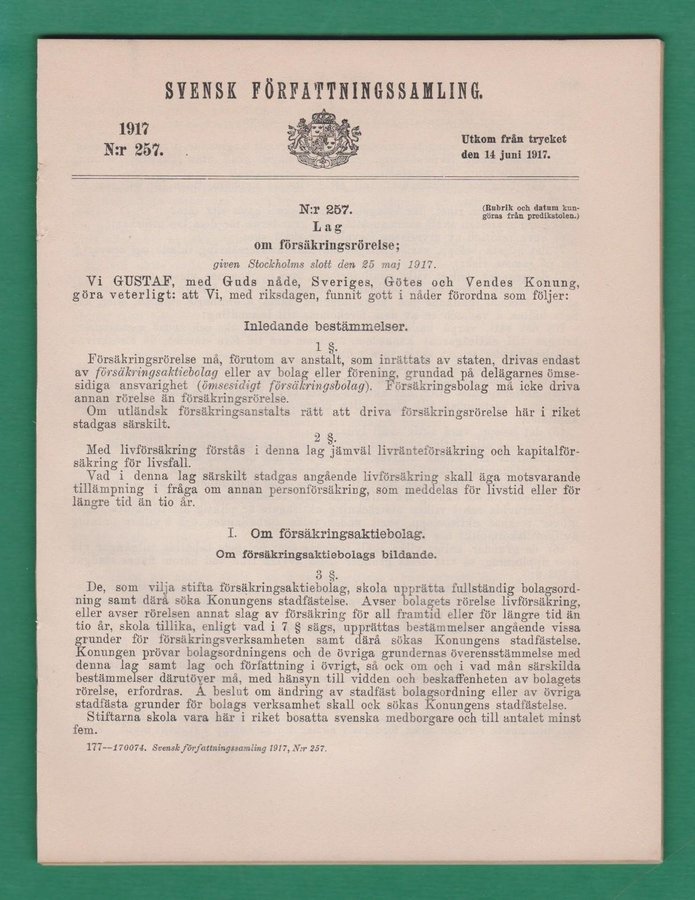 SVENSK FÖRFATTNINGSSAMLING.
1917
N:r 257.
Utkom från trycket
den 14 juni 1917.
N:r 257.
(Rubrik och datum kun-
göras från predikstolen.)
Lag
om försäkringsrörelse;
given Stockholms slott den 25 maj 1917.
Vi GUSTAF, med Guds nåde, Sveriges, Götes och Vendes Konung,
göra veterligt: att Vi, med riksdagen, funnit gott i nåder förordna som följer:
Inledande bestämmelser.
1 §.
Försäkringsrörelse må, förutom av anstalt, som inrättats av staten, drivas endast
av försäkringsaktiebolag eller av bolag eller förening, grundad på delägarnes ömse-
sidiga ansvarighet (ömsesidigt försäkringsbolag). Försäkringsbolag må icke driva
annan rörelse än försäkringsrörelse.
Om utländsk försäkringsanstalts rätt att driva försäkringsrörelse här i riket
stadgas särskilt.
2 §.
Med livförsäkring förstås i denna lag jämväl livränteförsäkring och kapitalför-
säkring för livsfall.
Vad i denna lag särskilt stadgas angående livförsäkring skall äga motsvarande
tillämpning i fråga om annan personförsäkring, som meddelas för livstid eller för
längre tid än tio år.
I. Om försäkringsaktiebolag.
Om försäkringsaktiebolags bildande.
3 §.
De, som vilja stifta försäkringsaktiebolag, skola upprätta fullständig bolagsord-
ning samt därå söka Konungens stadfästelse. Avser bolagets rörelse livförsäkring,
eller avser rörelsen annat slag av försäkring för all framtid eller för längre tid än
tio år, skola tillika, enligt vad i 7 § sägs, upprättas bestämmelser angående vissa
grunder för försäkringsverksamheten samt därå sökas Konungens stadfästelse.
Konungen prövar bolagsordningens och de övriga grundernas överensstämmelse med
denna lag samt lag och författning i övrigt, så ock om och i vad mån särskilda
bestämmelser därutöver må, med hänsyn till vidden och beskaffenheten av bolagets
rörelse, erfordras. Å beslut om ändring av stadfäst bolagsordning eller av övriga
stadfästa grunder för bolags verksamhet skall ock sökas Konungens stadfästelse.
Stiftarna skola vara här i riket bosatta svenska medborgare och till antalet minst
fem.
177—170074. Svensk författningssamling 1917, N:r 257.